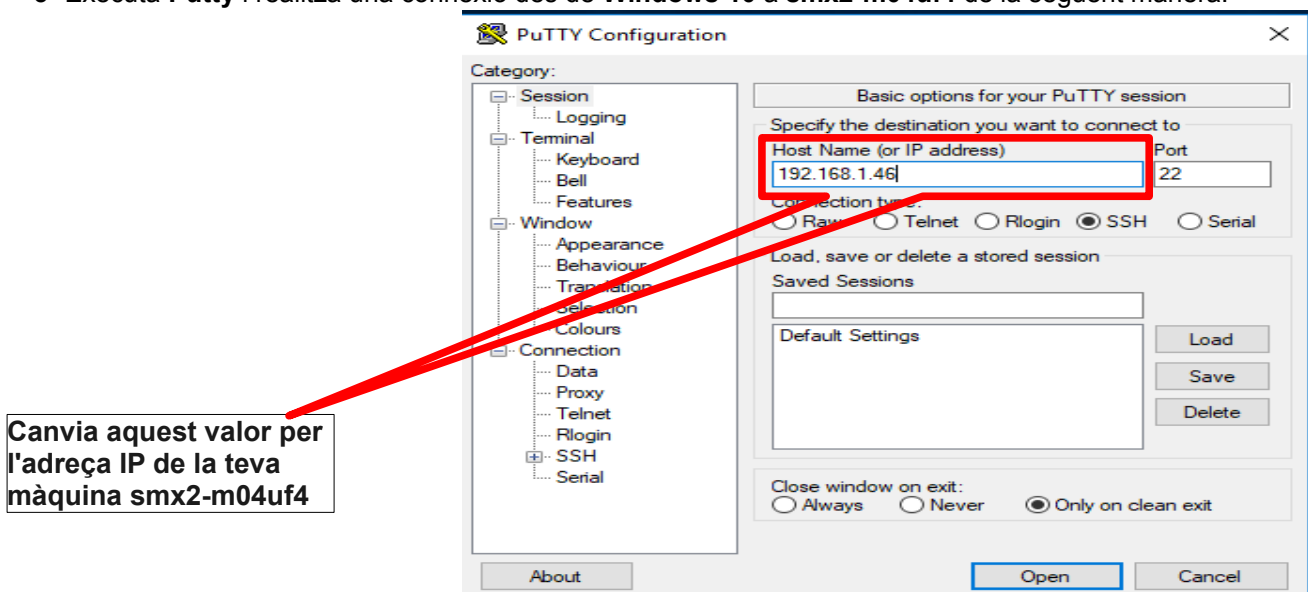 PuTTY Configuration
Category:
Session
Logging
Terminal
Keyboard
Bell
Features
Window
Appearance
Behaviour
Translation
Selection
Colours
Connection
Data
Proxy
Telnet
Rlogin
SSH
Serial
Basic options for your PuTTY session
Specify the destination you want to connect to
Host Name (or IP address) Port
192.168.1.46 22
Connection type:
Raw Telnet Rlogin SSH Serial
Load, save or delete a stored session
Saved Sessions
Default Settings
Load
Save
Delete
Close window on exit:
Always Never Only on clean exit
About Open Cancel
Canvia aquest valor per
l'adreça IP de la teva
màquina smx2-m04uf4